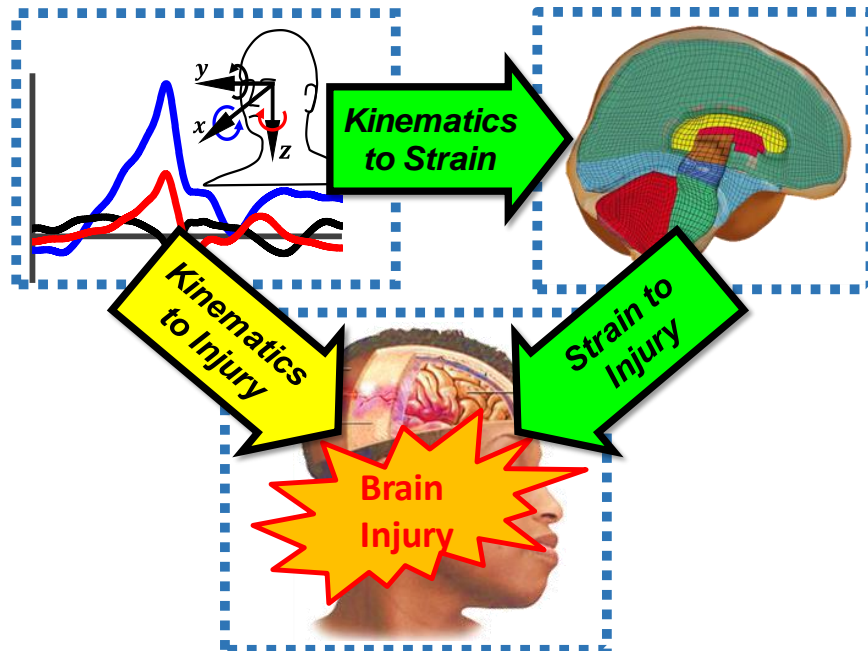 y
x
z
Kinematics
to Strain
Kinematics
to Injury
Strain to
Injury
Brain
Injury